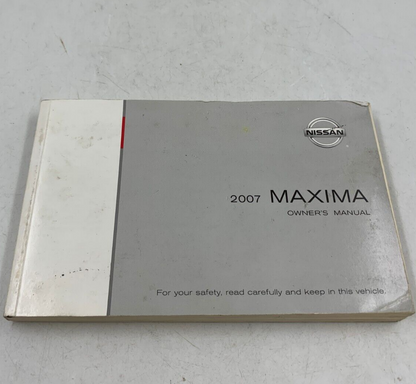 NISSAN
2007 MAXIMA
OWNER'S MANUAL
For your safety, read carefully and keep in this vehicle.